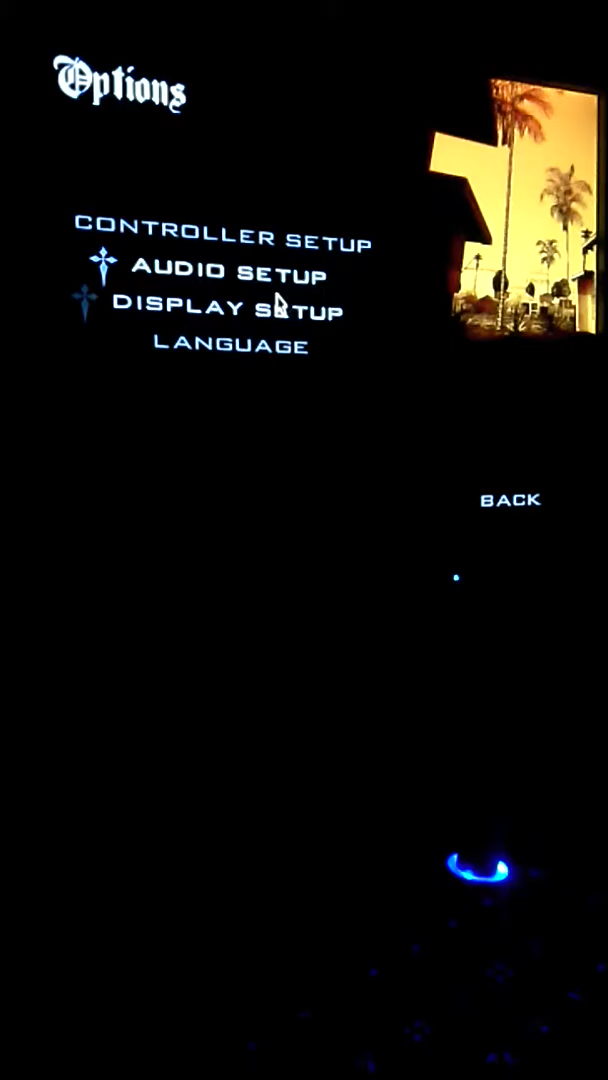 Options
CONTROLLER SETUP
AUDIO SETUP
DISPLAY SETUP
LANGUAGE
BACK